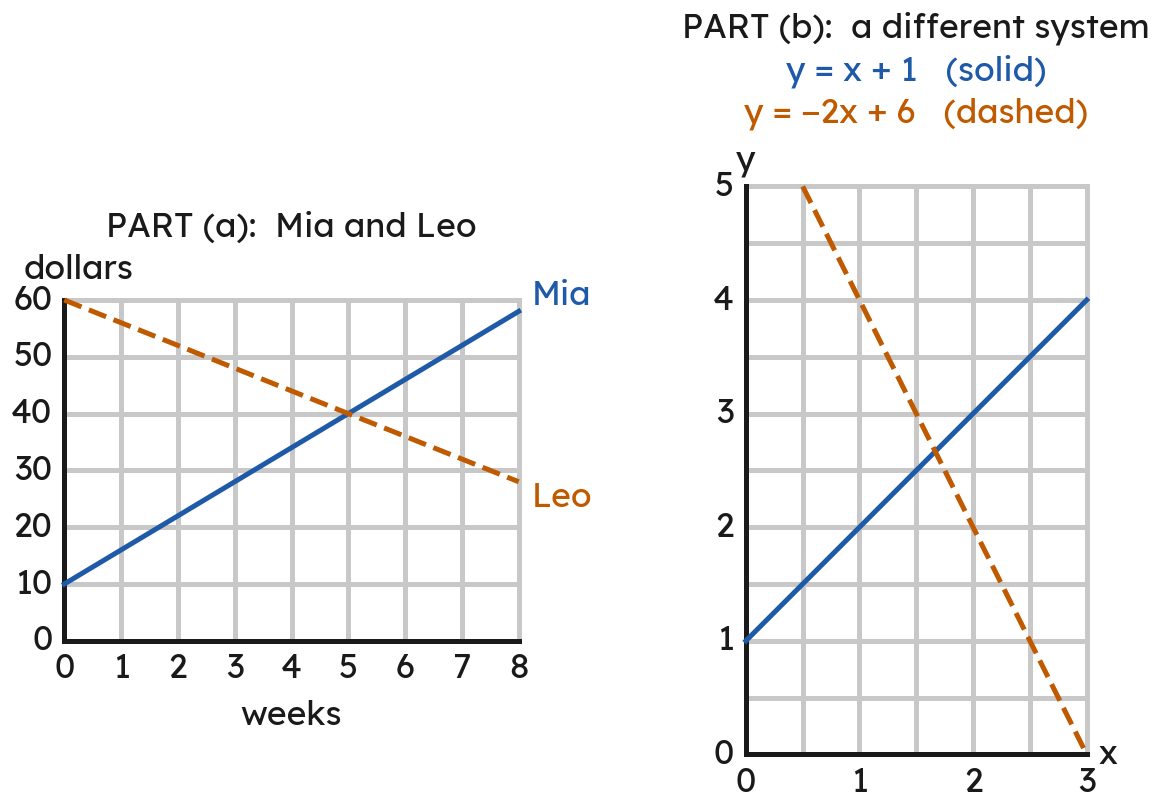 PART (a):  Mia and Leo
dollars
60
50
40
30
20
10
0
0 1 2 3 4 5 6 7 8
weeks
Mia
Leo
PART (b):  a different system
y = x + 1   (solid)
y = −2x + 6   (dashed)
y
5
4
3
2
1
0
0 1 2 3
x